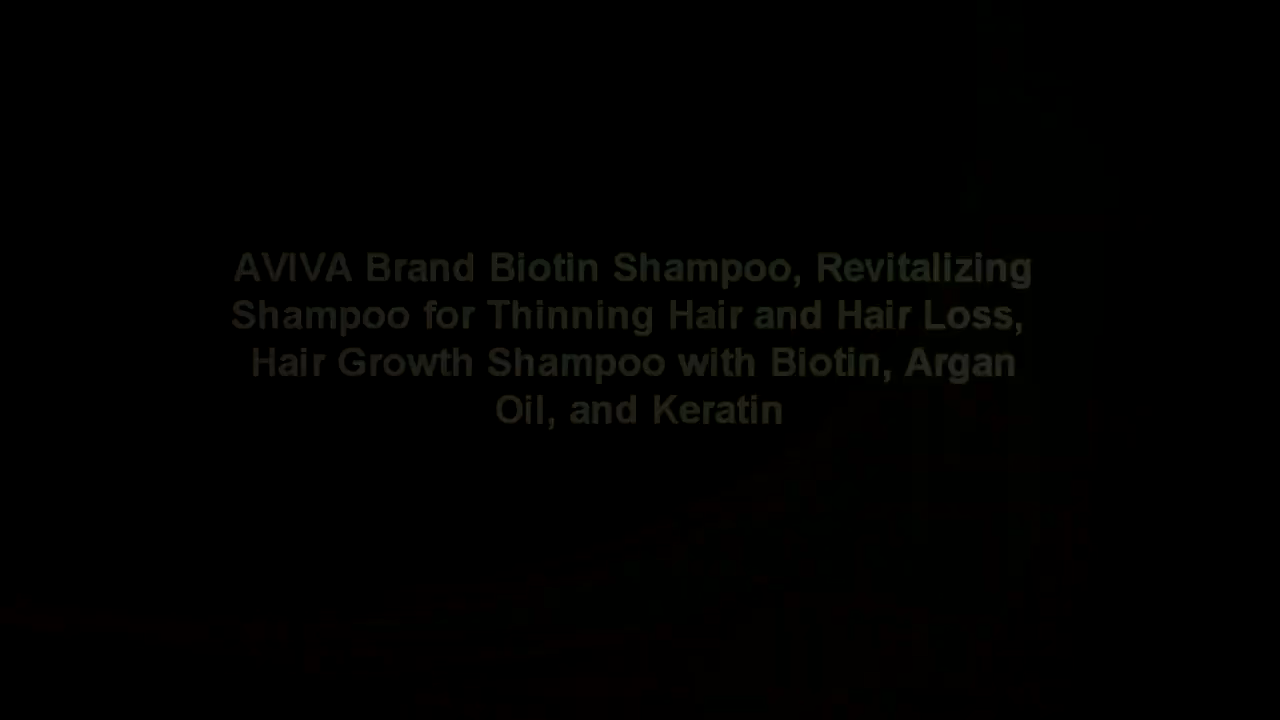 AVIVA Brand Biotin Shampoo, Revitalizing
Shampoo for Thinning Hair and Hair Loss,
Hair Growth Shampoo with Biotin, Argan
Oil, and Keratin